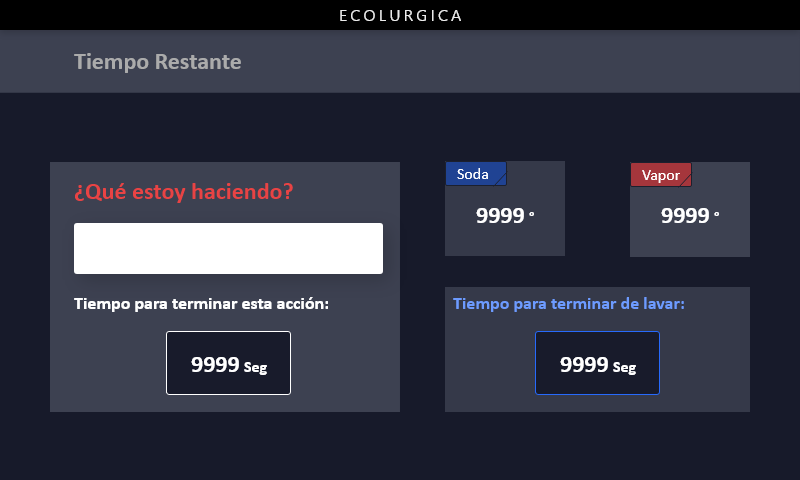 ECOLURGICA
Tiempo Restante
¿Qué estoy haciendo?
Tiempo para terminar esta acción:
9999 Seg
Soda
9999 °
Vapor
9999 °
Tiempo para terminar de lavar:
9999 Seg